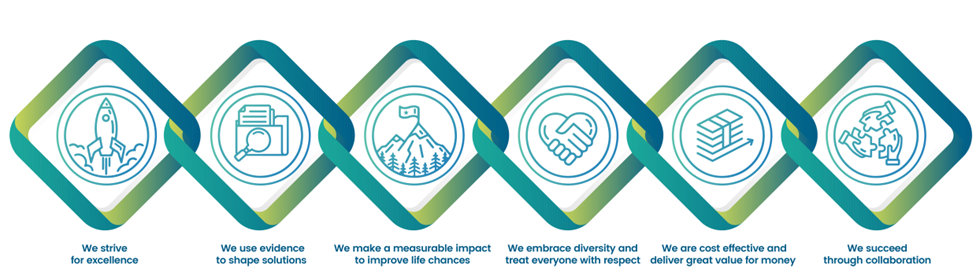 We strive
for excellence
We use evidence
to shape solutions
We make a measurable impact
to improve life chances
We embrace diversity and
treat everyone with respect
We are cost effective and
deliver great value for money
We succeed
through collaboration